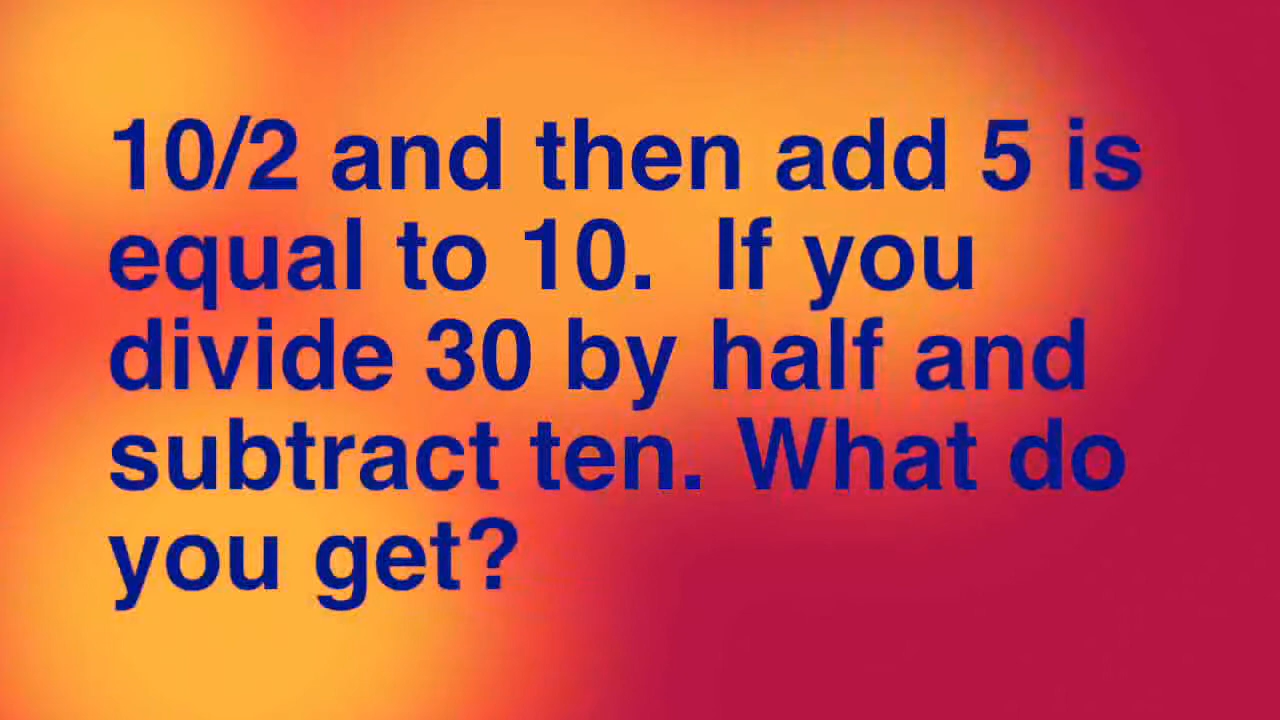 10/2 and then add 5 is
equal to 10.  If you
divide 30 by half and
subtract ten. What do
you get?